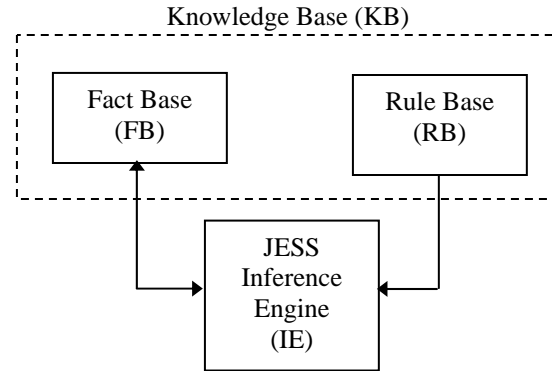 Knowledge Base (KB)
Fact Base
(FB)
Rule Base
(RB)
JESS
Inference
Engine
(IE)